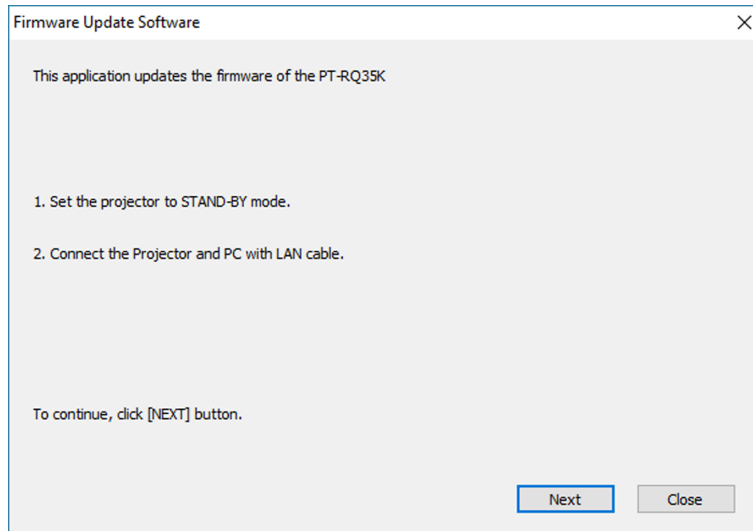 Firmware Update Software
This application updates the firmware of the PT-RQ35K
1. Set the projector to STAND-BY mode.
2. Connect the Projector and PC with LAN cable.
To continue, click [NEXT] button.
Next
Close